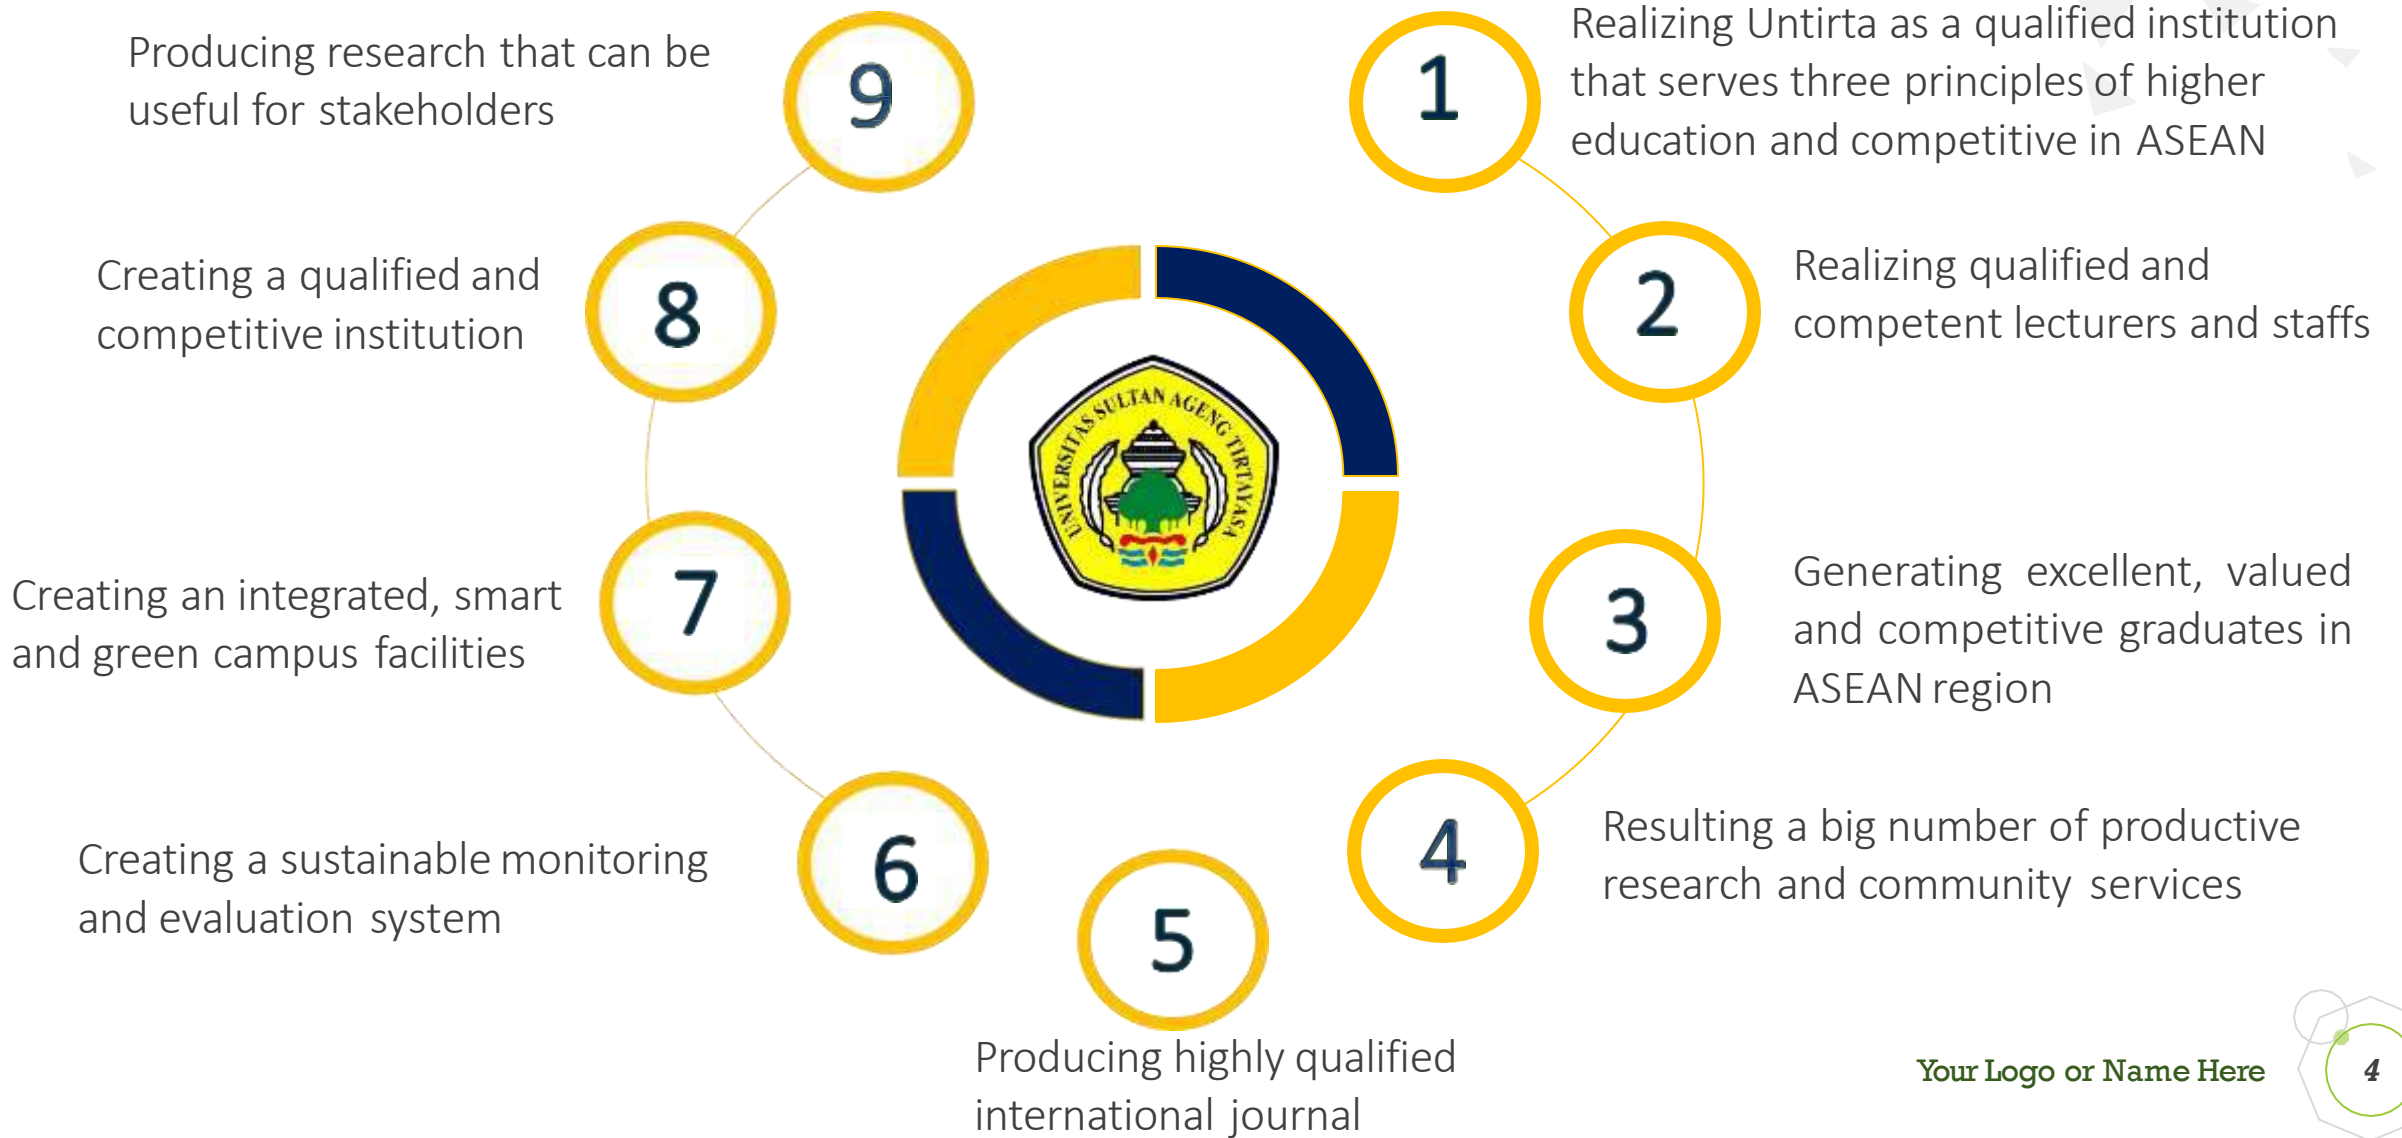 1
Realizing Untirta as a qualified institution
that serves three principles of higher
education and competitive in ASEAN
2
Realizing qualified and
competent lecturers and staffs
3
Generating excellent, valued
and competitive graduates in
ASEAN region
4
Resulting a big number of productive
research and community services
5
Producing highly qualified
international journal
6
Creating a sustainable monitoring
and evaluation system
7
Creating an integrated, smart
and green campus facilities
8
Creating a qualified and
competitive institution
9
Producing research that can be
useful for stakeholders
UNIVERSITAS SULTAN AGENG TIRTAYASA
Your Logo or Name Here
4